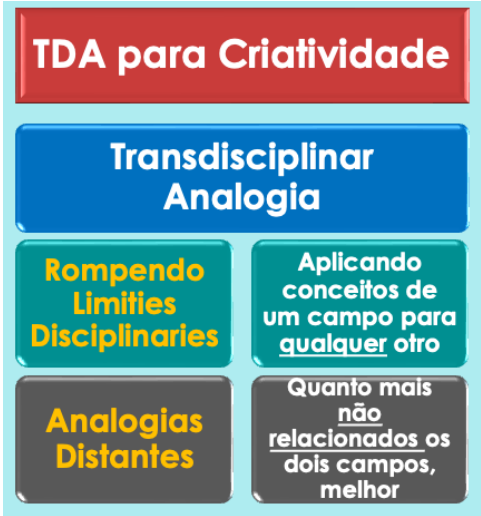 TDA para Criatividade
Transdisciplinar
Analogia
Rompendo
Limities
Disciplinaries
Aplicando
conceitos de
um campo para
qualquer otro
Analogias
Distantes
Quanto mais
não
relacionados os
dois campos,
melhor